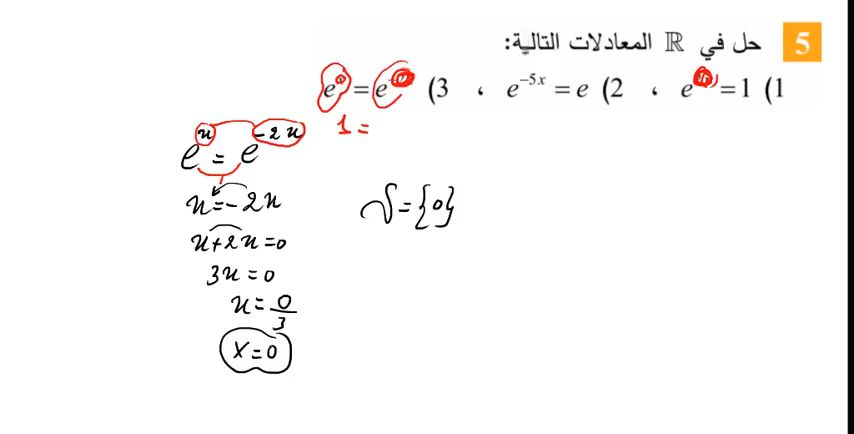 5 حل في ℝ المعادلات التالية:
1) e =1 ، 2) e^{-5x} = e ، 3) e = e
1 =
e^{x} = e^{-2x}
x = -2x
x + 2x = 0
3x = 0
x = 0/3
x = 0
S = {0}